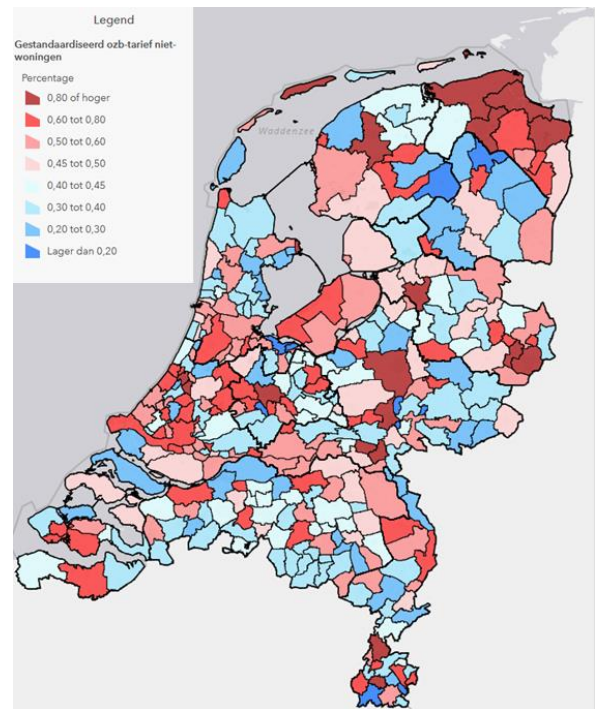 Legend
Gestandaardiseerd ozb-tarief niet-
woningen
Percentage
0,80 of hoger
0,60 tot 0,80
0,50 tot 0,60
0,45 tot 0,50
0,40 tot 0,45
0,30 tot 0,40
0,20 tot 0,30
Lager dan 0,20
Waddenzee